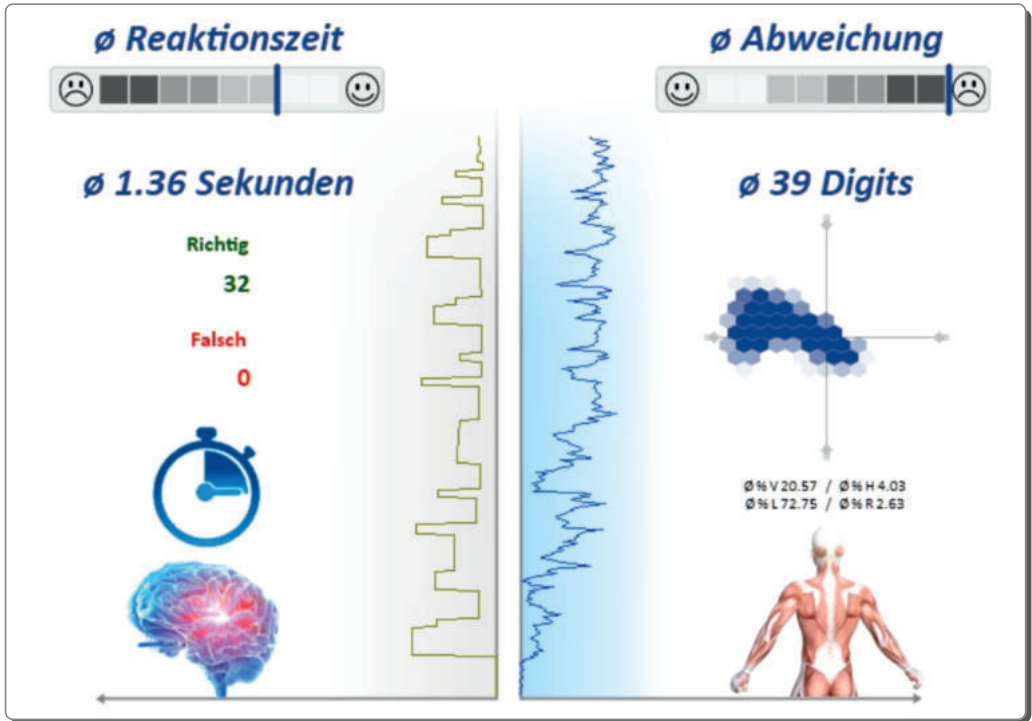 ø Reaktionszeit
ø 1.36 Sekunden
Richtig
32
Falsch
0
ø Abweichung
ø 39 Digits
Ø % V 20.57 / Ø % H 4.03
Ø % L 72.75 / Ø % R 2.63